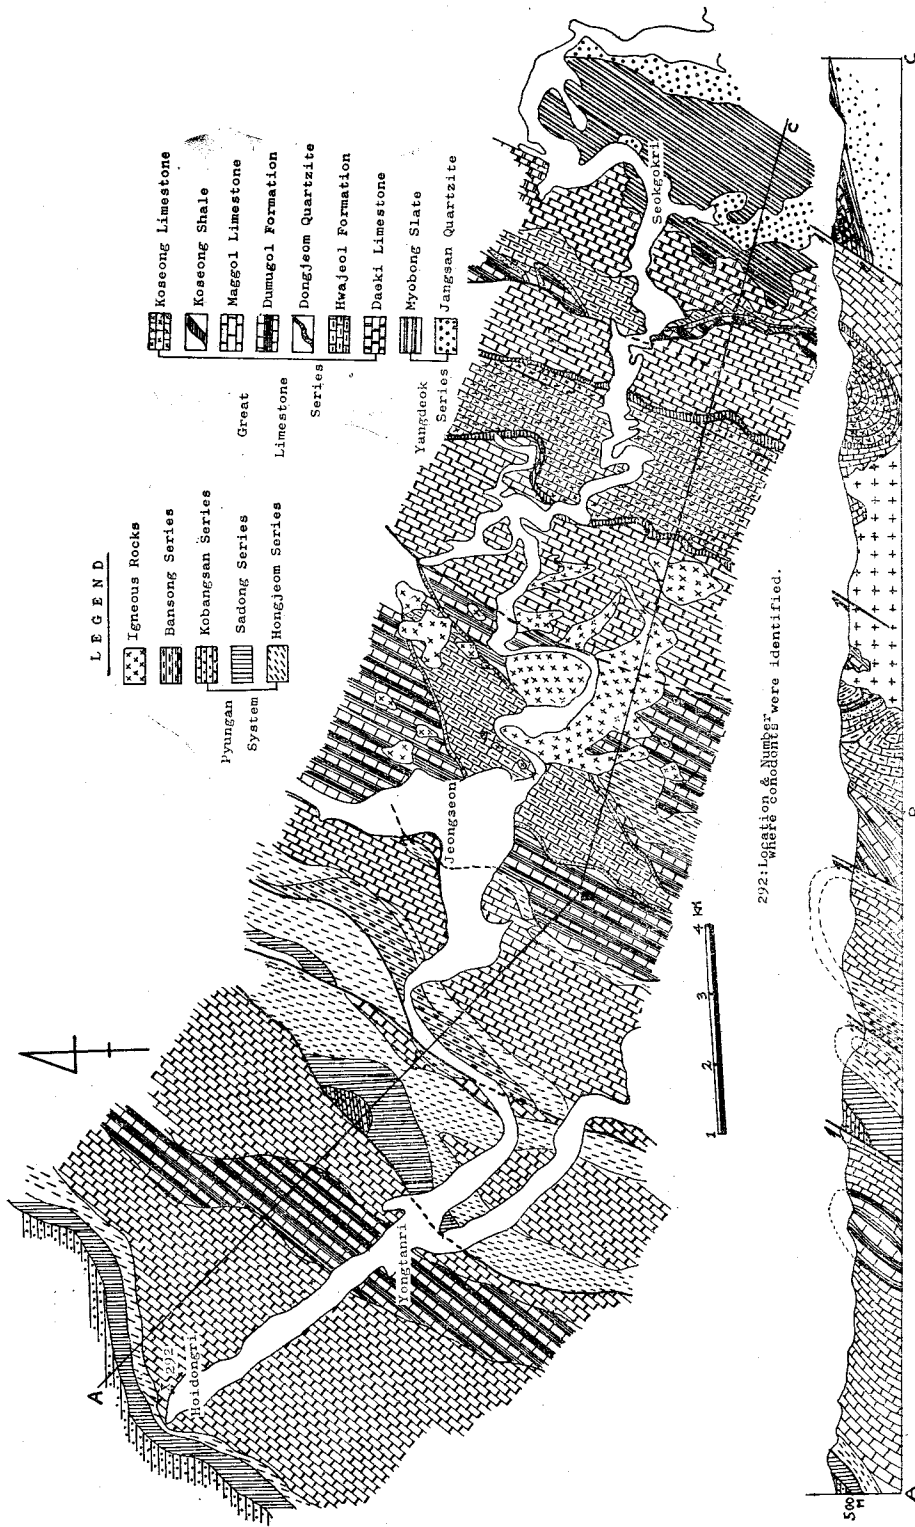 LEGEND
Igneous Rocks
Bansong Series
Kobangsan Series
Sadong Series
Hongjeom Series
Pyungan
System
Koseong Limestone
Koseong Shale
Maggol Limestone
Dumugol Formation
Dongjeom Quartzite
Hwajeol Formation
Daeki Limestone
Myobong Slate
Jangsan Quartzite
Great
Limestone
Series
Yangdeok
Series
A
292
Hoidongri
Yongtanri
Jeongseon
Seokgokri
C
1 2 3 4 KM
292:Location & Number
where conodonts were identified.
500
M
A
B
C